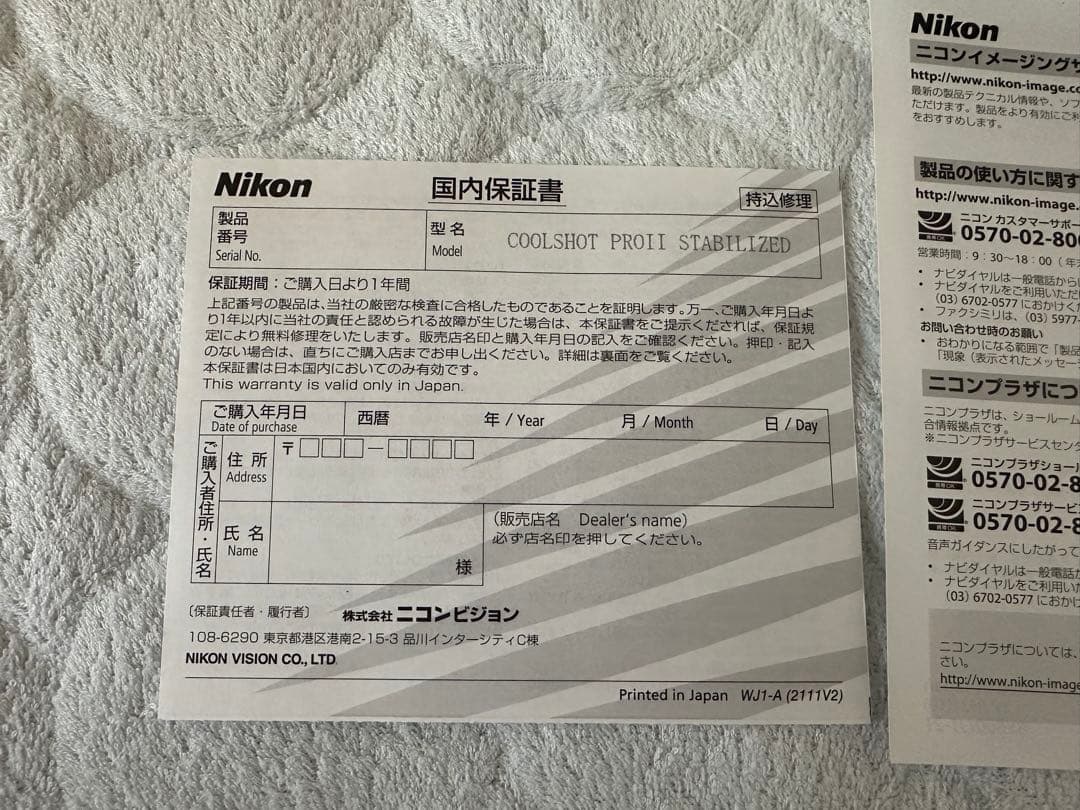 Nikon
国内保証書
持込修理
製品
番号
Serial No.
型名
Model
COOLSHOT PROII STABILIZED
保証期間：ご購入日より1年間
上記番号の製品は、当社の厳密な検査に合格したものであることを証明します。万一、ご購入年月日よ
り1年以内に当社の責任と認められる故障が生じた場合は、本保証書をご提示くだされば、保証規
定により無料修理をいたします。販売店名印と購入年月日の記入をご確認ください。押印・記入
のない場合は、直ちにご購入店までお申し出ください。詳細は裏面をご覧ください。
本保証書は日本国内においてのみ有効です。
This warranty is valid only in Japan.
ご購入年月日
Date of purchase
西暦 年 / Year 月 / Month 日 / Day
ご購入者住所・氏名
住所
Address
〒□□□-□□□□
氏名
Name
様
（販売店名 Dealer's name）
必ず店名印を押してください。
〔保証責任者・履行者〕 株式会社 ニコンビジョン
108-6290 東京都港区港南2-15-3 品川インターシティC棟
NIKON VISION CO., LTD.
Printed in Japan WJ1-A (2111V2)
Nikon
ニコンイメージング
http://www.nikon-image.co
最新の製品テクニカル情報や、ソフ
ただけます。製品をより有効にご利
をおすすめします。
製品の使い方に関す
http://www.nikon-image.
ニコン カスタマーサポー
0570-02-800
営業時間：9：30～18：00（年
ナビダイヤルは一般電話から
ナビダイヤルをご利用いただ
（03）6702-0577におかけく
ファクシミリは、（03）5977-
お問い合わせ時のお願い
おわかりになる範囲で「製品
「現象（表示されたメッセー
ニコンプラザにつ
ニコンプラザは、ショールーム
合情報拠点です。
※ニコンプラザサービスセンタ
ニコンプラザショール
0570-02-8
ニコンプラザサービ
0570-02-8
音声ガイダンスにしたがって
ナビダイヤルは一般電話か
ナビダイヤルをご利用いた
（03）6702-0577におかけ
ニコンプラザについては、
さい。
http://www.nikon-image